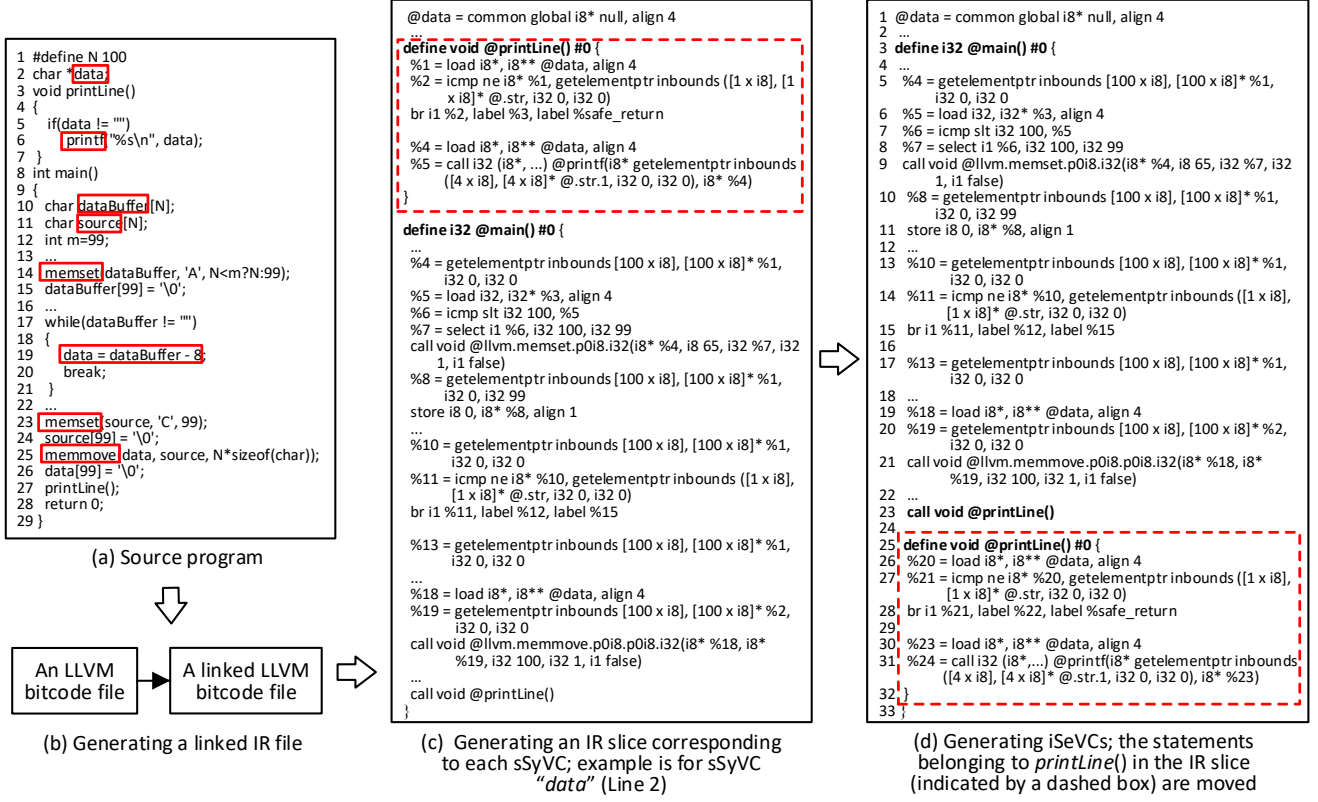 1 #define N 100
2 char *data;
3 void printLine()
4 {
5 if(data != "")
6 printf("%s\n", data);
7 }
8 int main()
9 {
10 char dataBuffer[N];
11 char source[N];
12 int m=99;
13 ...
14 memset(dataBuffer, 'A', N<m?N:99);
15 dataBuffer[99] = '\0';
16 ...
17 while(dataBuffer != "")
18 {
19 data = dataBuffer - 8;
20 break;
21 }
22 ...
23 memset(source, 'C', 99);
24 source[99] = '\0';
25 memmove(data, source, N*sizeof(char));
26 data[99] = '\0';
27 printLine();
28 return 0;
29 }
(a) Source program
An LLVM
bitcode file
A linked LLVM
bitcode file
(b) Generating a linked IR file
@data = common global i8* null, align 4
...
define void @printLine() #0 {
%1 = load i8*, i8** @data, align 4
%2 = icmp ne i8* %1, getelementptr inbounds ([1 x i8], [1
x i8]* @.str, i32 0, i32 0)
br i1 %2, label %3, label %safe_return
%4 = load i8*, i8** @data, align 4
%5 = call i32 (i8*, ...) @printf(i8* getelementptr inbounds
([4 x i8], [4 x i8]* @.str.1, i32 0, i32 0), i8* %4)
}
define i32 @main() #0 {
...
%4 = getelementptr inbounds [100 x i8], [100 x i8]* %1,
i32 0, i32 0
%5 = load i32, i32* %3, align 4
%6 = icmp slt i32 100, %5
%7 = select i1 %6, i32 100, i32 99
call void @llvm.memset.p0i8.i32(i8* %4, i8 65, i32 %7, i32
1, i1 false)
%8 = getelementptr inbounds [100 x i8], [100 x i8]* %1,
i32 0, i32 99
store i8 0, i8* %8, align 1
...
%10 = getelementptr inbounds [100 x i8], [100 x i8]* %1,
i32 0, i32 0
%11 = icmp ne i8* %10, getelementptr inbounds ([1 x i8],
[1 x i8]* @.str, i32 0, i32 0)
br i1 %11, label %12, label %15
%13 = getelementptr inbounds [100 x i8], [100 x i8]* %1,
i32 0, i32 0
...
%18 = load i8*, i8** @data, align 4
%19 = getelementptr inbounds [100 x i8], [100 x i8]* %2,
i32 0, i32 0
call void @llvm.memmove.p0i8.p0i8.i32(i8* %18, i8*
%19, i32 100, i32 1, i1 false)
...
call void @printLine()
}
(c) Generating an IR slice corresponding
to each sSyVC; example is for sSyVC
"data" (Line 2)
1 @data = common global i8* null, align 4
2 ...
3 define i32 @main() #0 {
4 ...
5 %4 = getelementptr inbounds [100 x i8], [100 x i8]* %1,
i32 0, i32 0
6 %5 = load i32, i32* %3, align 4
7 %6 = icmp slt i32 100, %5
8 %7 = select i1 %6, i32 100, i32 99
9 call void @llvm.memset.p0i8.i32(i8* %4, i8 65, i32 %7, i32
1, i1 false)
10 %8 = getelementptr inbounds [100 x i8], [100 x i8]* %1,
i32 0, i32 99
11 store i8 0, i8* %8, align 1
12 ...
13 %10 = getelementptr inbounds [100 x i8], [100 x i8]* %1,
i32 0, i32 0
14 %11 = icmp ne i8* %10, getelementptr inbounds ([1 x i8],
[1 x i8]* @.str, i32 0, i32 0)
15 br i1 %11, label %12, label %15
16
17 %13 = getelementptr inbounds [100 x i8], [100 x i8]* %1,
i32 0, i32 0
18 ...
19 %18 = load i8*, i8** @data, align 4
20 %19 = getelementptr inbounds [100 x i8], [100 x i8]* %2,
i32 0, i32 0
21 call void @llvm.memmove.p0i8.p0i8.i32(i8* %18, i8*
%19, i32 100, i32 1, i1 false)
22 ...
23 call void @printLine()
24
25 define void @printLine() #0 {
26 %20 = load i8*, i8** @data, align 4
27 %21 = icmp ne i8* %20, getelementptr inbounds ([1 x i8],
[1 x i8]* @.str, i32 0, i32 0)
28 br i1 %21, label %22, label %safe_return
29
30 %23 = load i8*, i8** @data, align 4
31 %24 = call i32 (i8*,...) @printf(i8* getelementptr inbounds
([4 x i8], [4 x i8]* @.str.1, i32 0, i32 0), i8* %23)
32 }
33 }
(d) Generating iSeVCs; the statements
belonging to printLine() in the IR slice
(indicated by a dashed box) are moved